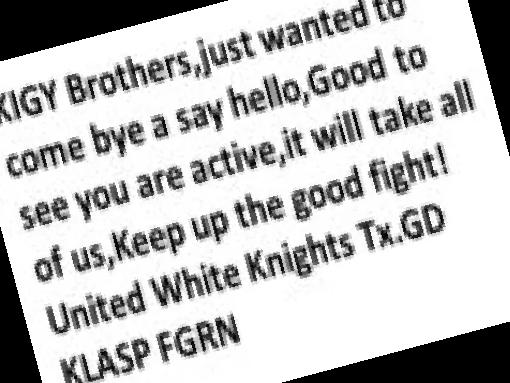 KIGY Brothers,just wanted to
come bye a say hello,Good to
see you are active,it will take all
of us,Keep up the good fight!
United White Knights Tx.GD
KLASP FGRN